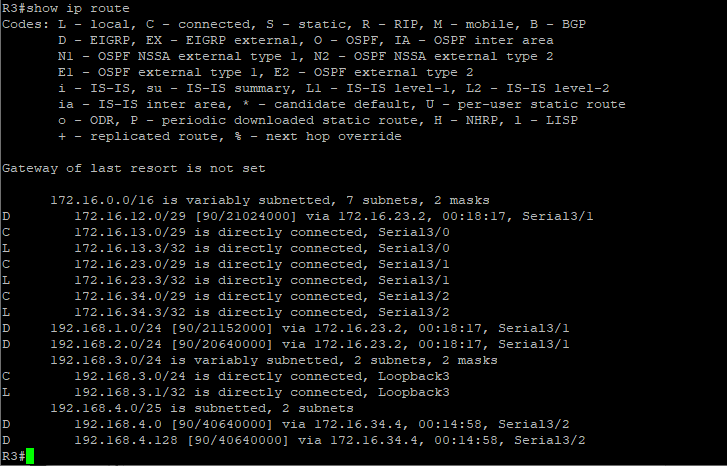 R3#show ip route
Codes: L - local, C - connected, S - static, R - RIP, M - mobile, B - BGP
       D - EIGRP, EX - EIGRP external, O - OSPF, IA - OSPF inter area
       N1 - OSPF NSSA external type 1, N2 - OSPF NSSA external type 2
       E1 - OSPF external type 1, E2 - OSPF external type 2
       i - IS-IS, su - IS-IS summary, L1 - IS-IS level-1, L2 - IS-IS level-2
       ia - IS-IS inter area, * - candidate default, U - per-user static route
       o - ODR, P - periodic downloaded static route, H - NHRP, l - LISP
       + - replicated route, % - next hop override

Gateway of last resort is not set

      172.16.0.0/16 is variably subnetted, 7 subnets, 2 masks
D        172.16.12.0/29 [90/21024000] via 172.16.23.2, 00:18:17, Serial3/1
C        172.16.13.0/29 is directly connected, Serial3/0
L        172.16.13.3/32 is directly connected, Serial3/0
C        172.16.23.0/29 is directly connected, Serial3/1
L        172.16.23.3/32 is directly connected, Serial3/1
C        172.16.34.0/29 is directly connected, Serial3/2
L        172.16.34.3/32 is directly connected, Serial3/2
D     192.168.1.0/24 [90/21152000] via 172.16.23.2, 00:18:17, Serial3/1
D     192.168.2.0/24 [90/20640000] via 172.16.23.2, 00:18:17, Serial3/1
      192.168.3.0/24 is variably subnetted, 2 subnets, 2 masks
C        192.168.3.0/24 is directly connected, Loopback3
L        192.168.3.1/32 is directly connected, Loopback3
      192.168.4.0/25 is subnetted, 2 subnets
D        192.168.4.0 [90/40640000] via 172.16.34.4, 00:14:58, Serial3/2
D        192.168.4.128 [90/40640000] via 172.16.34.4, 00:14:58, Serial3/2
R3#